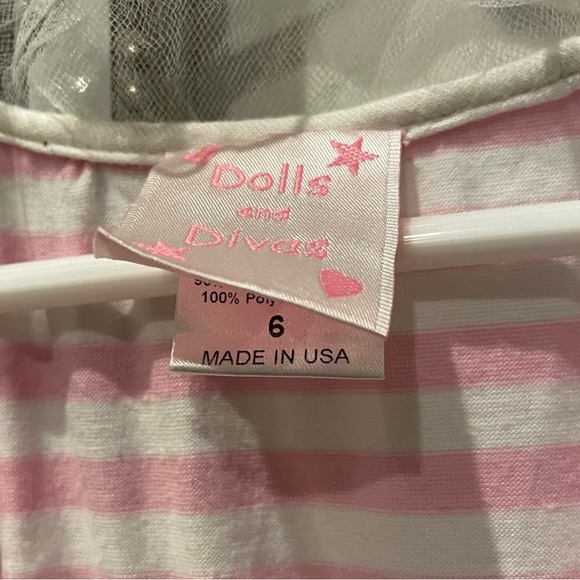 Dolls
and
Divas
100% Poly
6
MADE IN USA